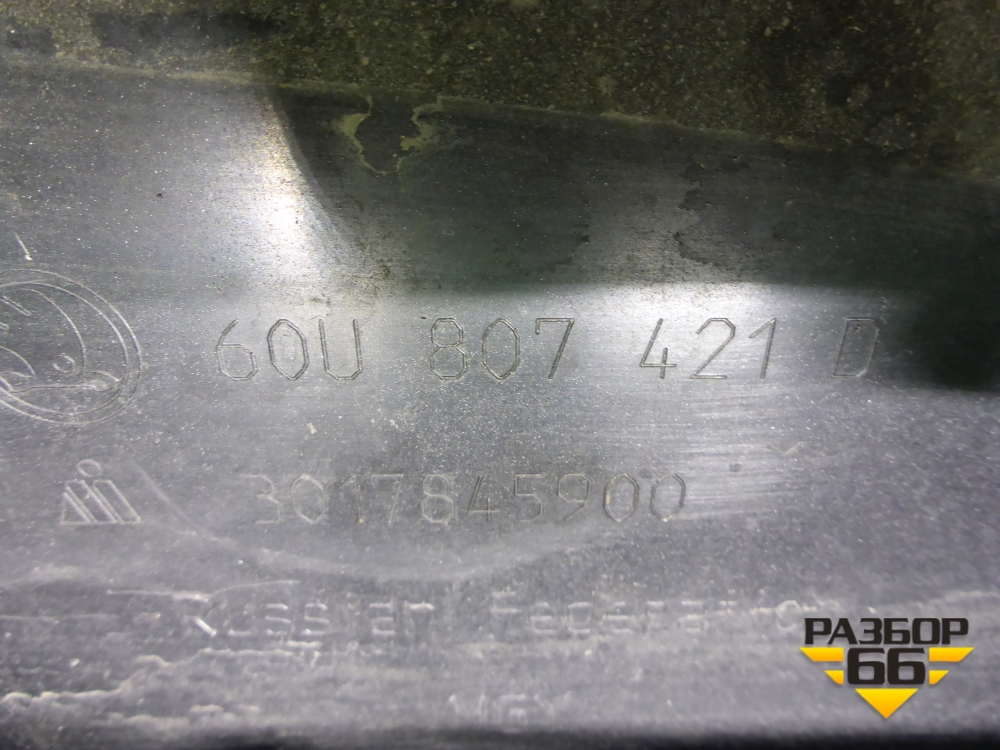 60U 807 421 D
3017845900
Russian Federation
РАЗБОР
66